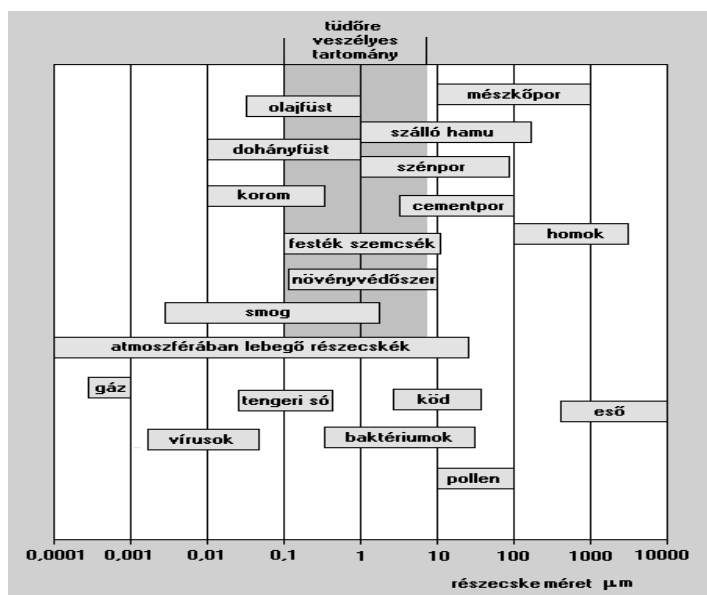 tüdőre
veszélyes
tartomány
mészkőpor
olajfüst
szálló hamu
dohányfüst
szénpor
korom
cementpor
homok
festék szemcsék
növényvédőszer
smog
atmoszférában lebegő részecskék
gáz
tengeri só
köd
eső
vírusok
baktériumok
pollen
0,0001 0,001 0,01 0,1 1 10 100 1000 10000
részecske méret µm